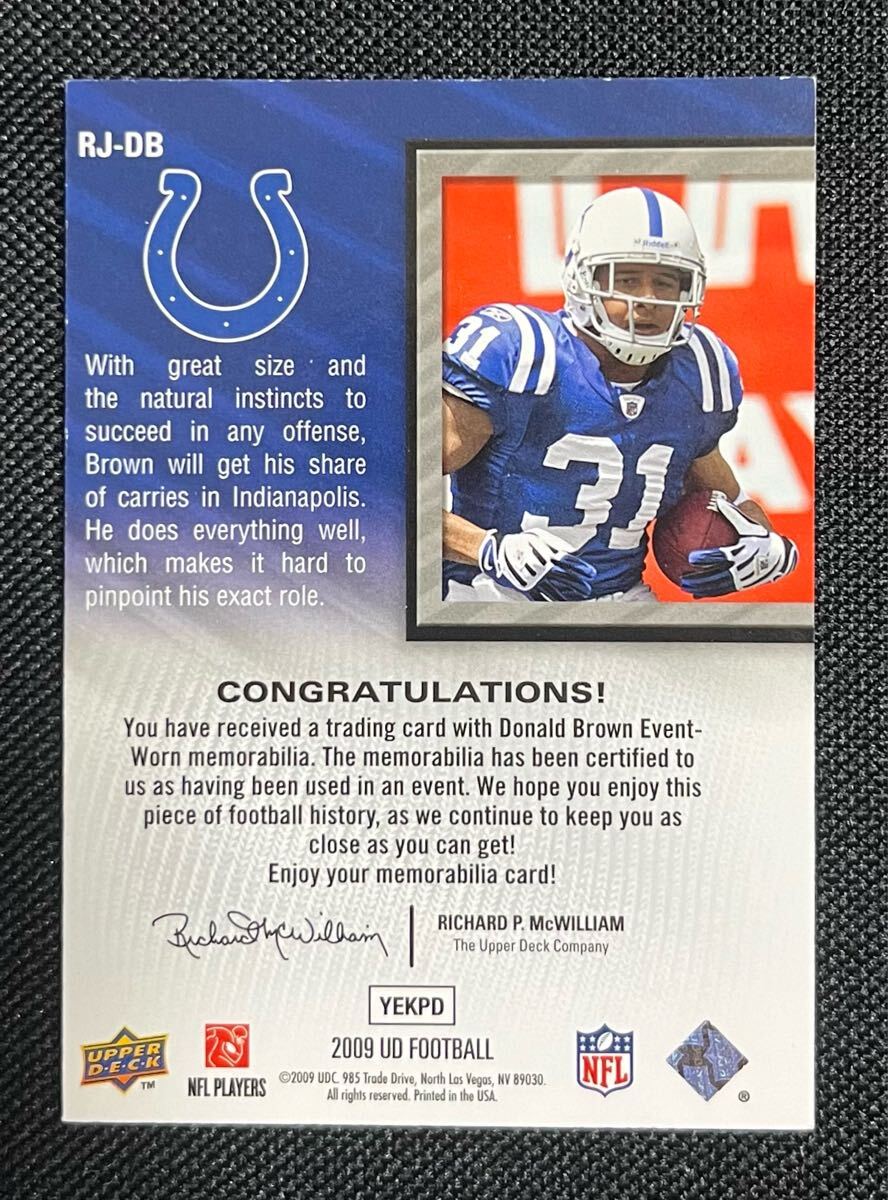 RJ-DB
With great size and
the natural instincts to
succeed in any offense,
Brown will get his share
of carries in Indianapolis.
He does everything well,
which makes it hard to
pinpoint his exact role.
Riddell
31
31
NFL
CONGRATULATIONS!
You have received a trading card with Donald Brown Event-
Worn memorabilia. The memorabilia has been certified to
us as having been used in an event. We hope you enjoy this
piece of football history, as we continue to keep you as
close as you can get!
Enjoy your memorabilia card!
Richard McWilliam
RICHARD P. McWILLIAM
The Upper Deck Company
YEKPD
UPPER
D·E·C·K
TM
NFL PLAYERS
2009 UD FOOTBALL
©2009 UDC. 985 Trade Drive, North Las Vegas, NV 89030.
All rights reserved. Printed in the USA.
NFL
®